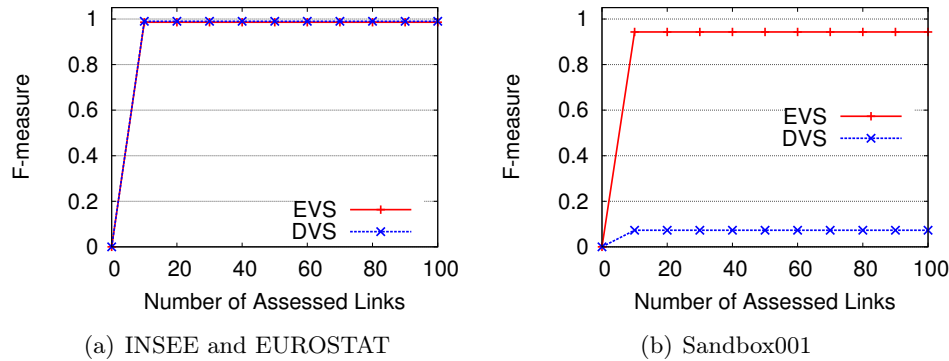 1
0.8
0.6
0.4
0.2
0
F-measure
EVS
DVS
0 20 40 60 80 100
Number of Assessed Links
(a) INSEE and EUROSTAT
1
0.8
0.6
0.4
0.2
0
F-measure
EVS
DVS
0 20 40 60 80 100
Number of Assessed Links
(b) Sandbox001